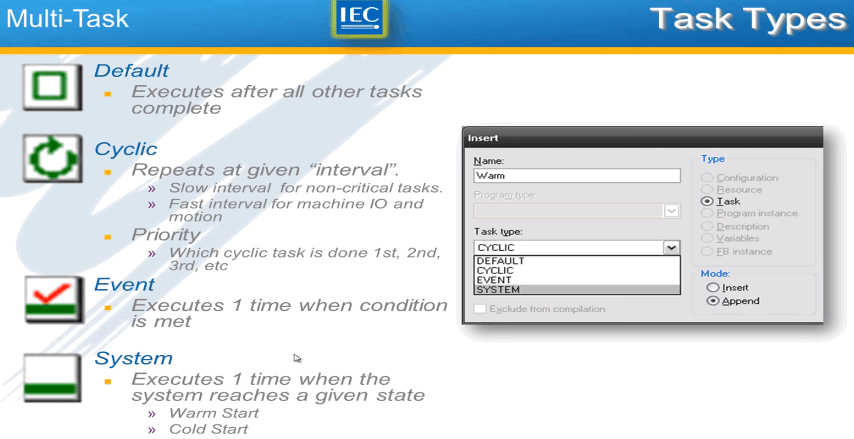 Multi-Task
IEC
Task Types
Default
Executes after all other tasks
complete
Cyclic
Repeats at given “interval”.
» Slow interval for non-critical tasks.
» Fast interval for machine IO and
motion
Priority
» Which cyclic task is done 1st, 2nd,
3rd, etc
Event
Executes 1 time when condition
is met
System
Executes 1 time when the
system reaches a given state
» Warm Start
» Cold Start
Insert
Name:
Warm
Program type:
Task type:
CYCLIC
DEFAULT
CYCLIC
EVENT
SYSTEM
Exclude from compilation
Type
Configuration
Resource
Task
Program instance
Description
Variables
FB instance
Mode:
Insert
Append